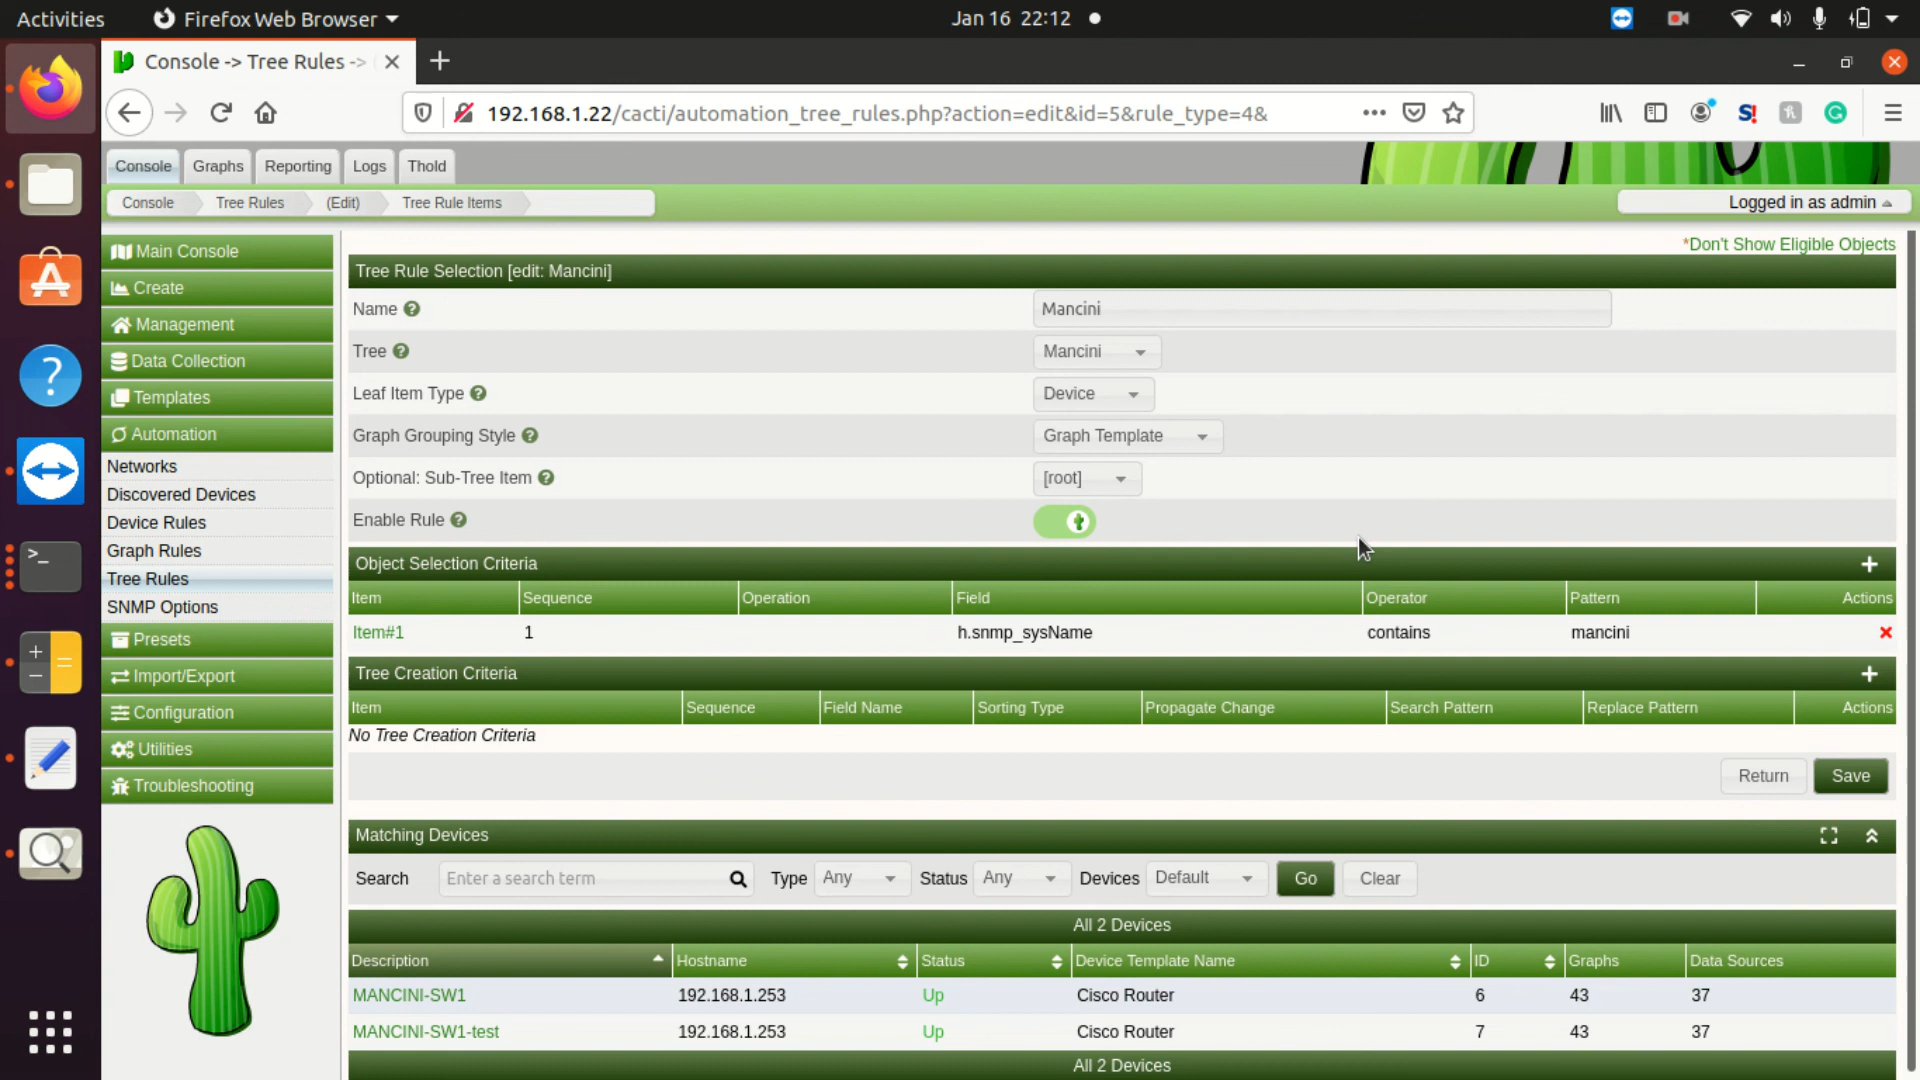 Activities Firefox Web Browser Jan 16 22:12
Console -> Tree Rules ->
192.168.1.22/cacti/automation_tree_rules.php?action=edit&id=5&rule_type=4&
Console Graphs Reporting Logs Thold
Console Tree Rules (Edit) Tree Rule Items Logged in as admin
*Don't Show Eligible Objects
Main Console
Create
Management
Data Collection
Templates
Automation
Networks
Discovered Devices
Device Rules
Graph Rules
Tree Rules
SNMP Options
Presets
Import/Export
Configuration
Utilities
Troubleshooting
Tree Rule Selection [edit: Mancini]
Name Mancini
Tree Mancini
Leaf Item Type Device
Graph Grouping Style Graph Template
Optional: Sub-Tree Item [root]
Enable Rule
Object Selection Criteria
Item Sequence Operation Field Operator Pattern Actions
Item#1 1 h.snmp_sysName contains mancini
Tree Creation Criteria
Item Sequence Field Name Sorting Type Propagate Change Search Pattern Replace Pattern Actions
No Tree Creation Criteria
Return Save
Matching Devices
Search Enter a search term Type Any Status Any Devices Default Go Clear
All 2 Devices
Description Hostname Status Device Template Name ID Graphs Data Sources
MANCINI-SW1 192.168.1.253 Up Cisco Router 6 43 37
MANCINI-SW1-test 192.168.1.253 Up Cisco Router 7 43 37
All 2 Devices